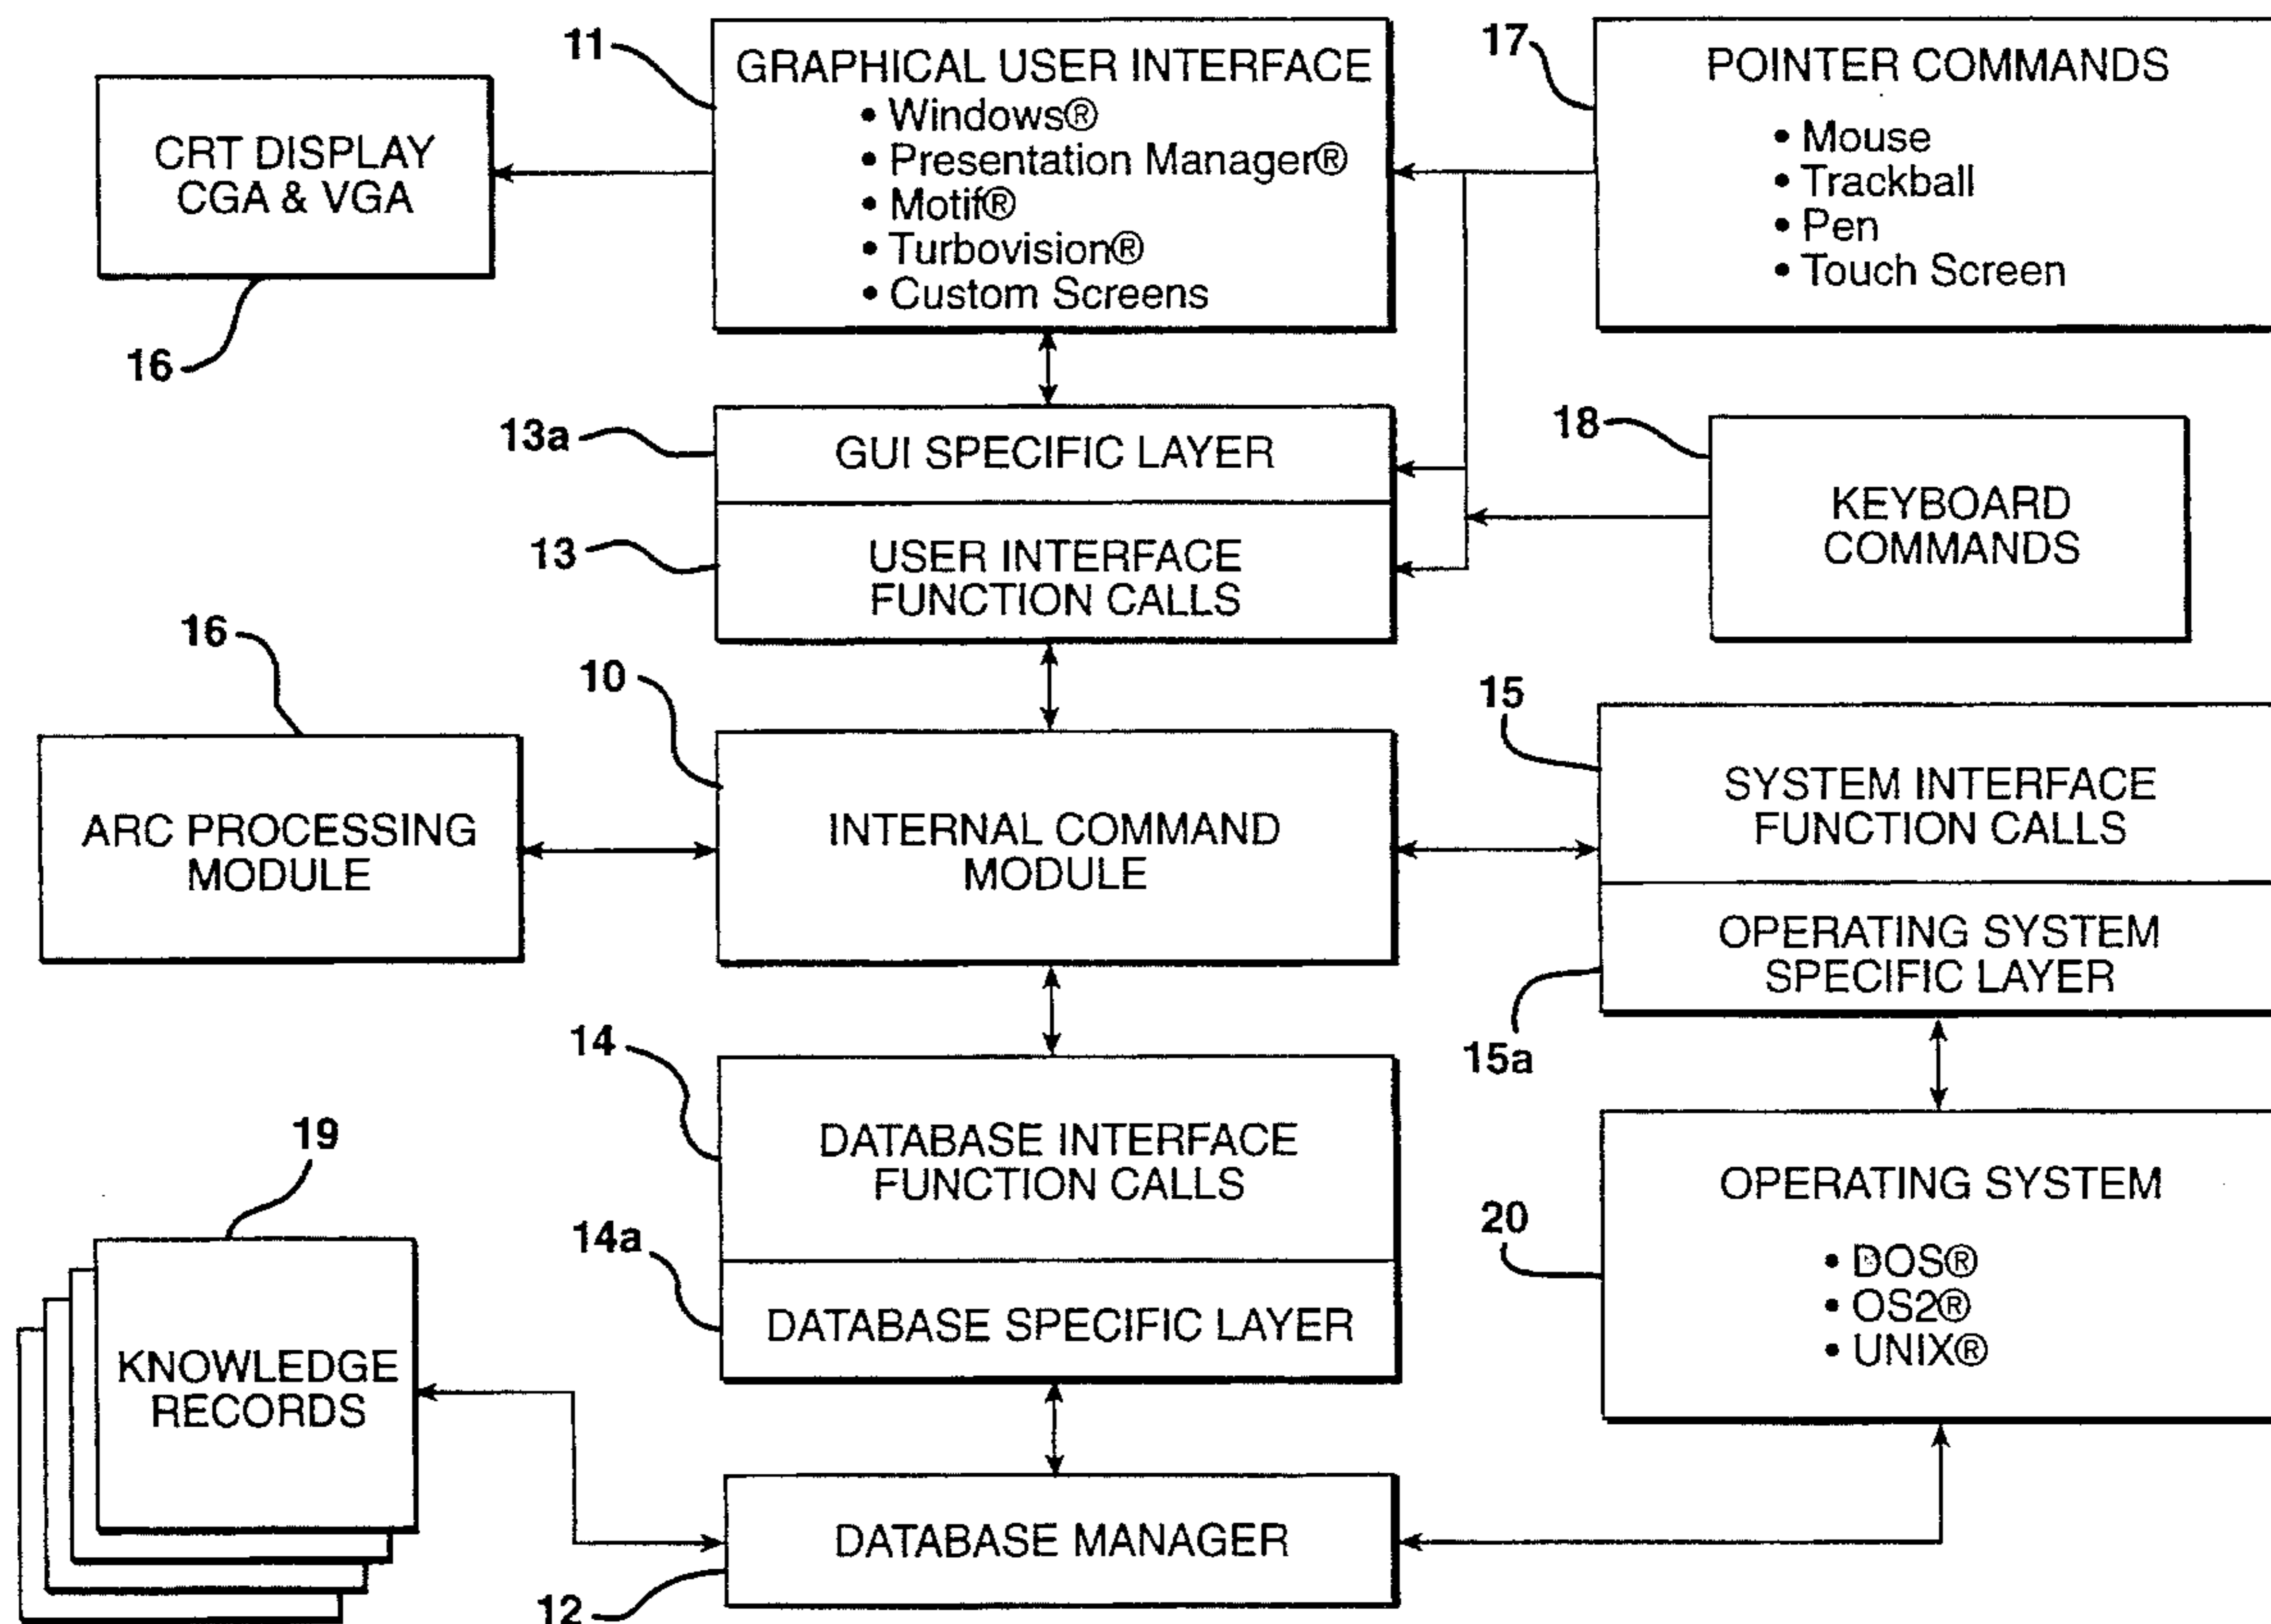 11
GRAPHICAL USER INTERFACE
• Windows®
• Presentation Manager®
• Motif®
• Turbovision®
• Custom Screens
17
POINTER COMMANDS
• Mouse
• Trackball
• Pen
• Touch Screen
CRT DISPLAY
CGA & VGA
16
13a
GUI SPECIFIC LAYER
13
USER INTERFACE
FUNCTION CALLS
18
KEYBOARD
COMMANDS
16
ARC PROCESSING
MODULE
10
INTERNAL COMMAND
MODULE
15
SYSTEM INTERFACE
FUNCTION CALLS
OPERATING SYSTEM
SPECIFIC LAYER
15a
14
DATABASE INTERFACE
FUNCTION CALLS
14a
DATABASE SPECIFIC LAYER
19
KNOWLEDGE
RECORDS
OPERATING SYSTEM
20
• DOS®
• OS2®
• UNIX®
DATABASE MANAGER
12